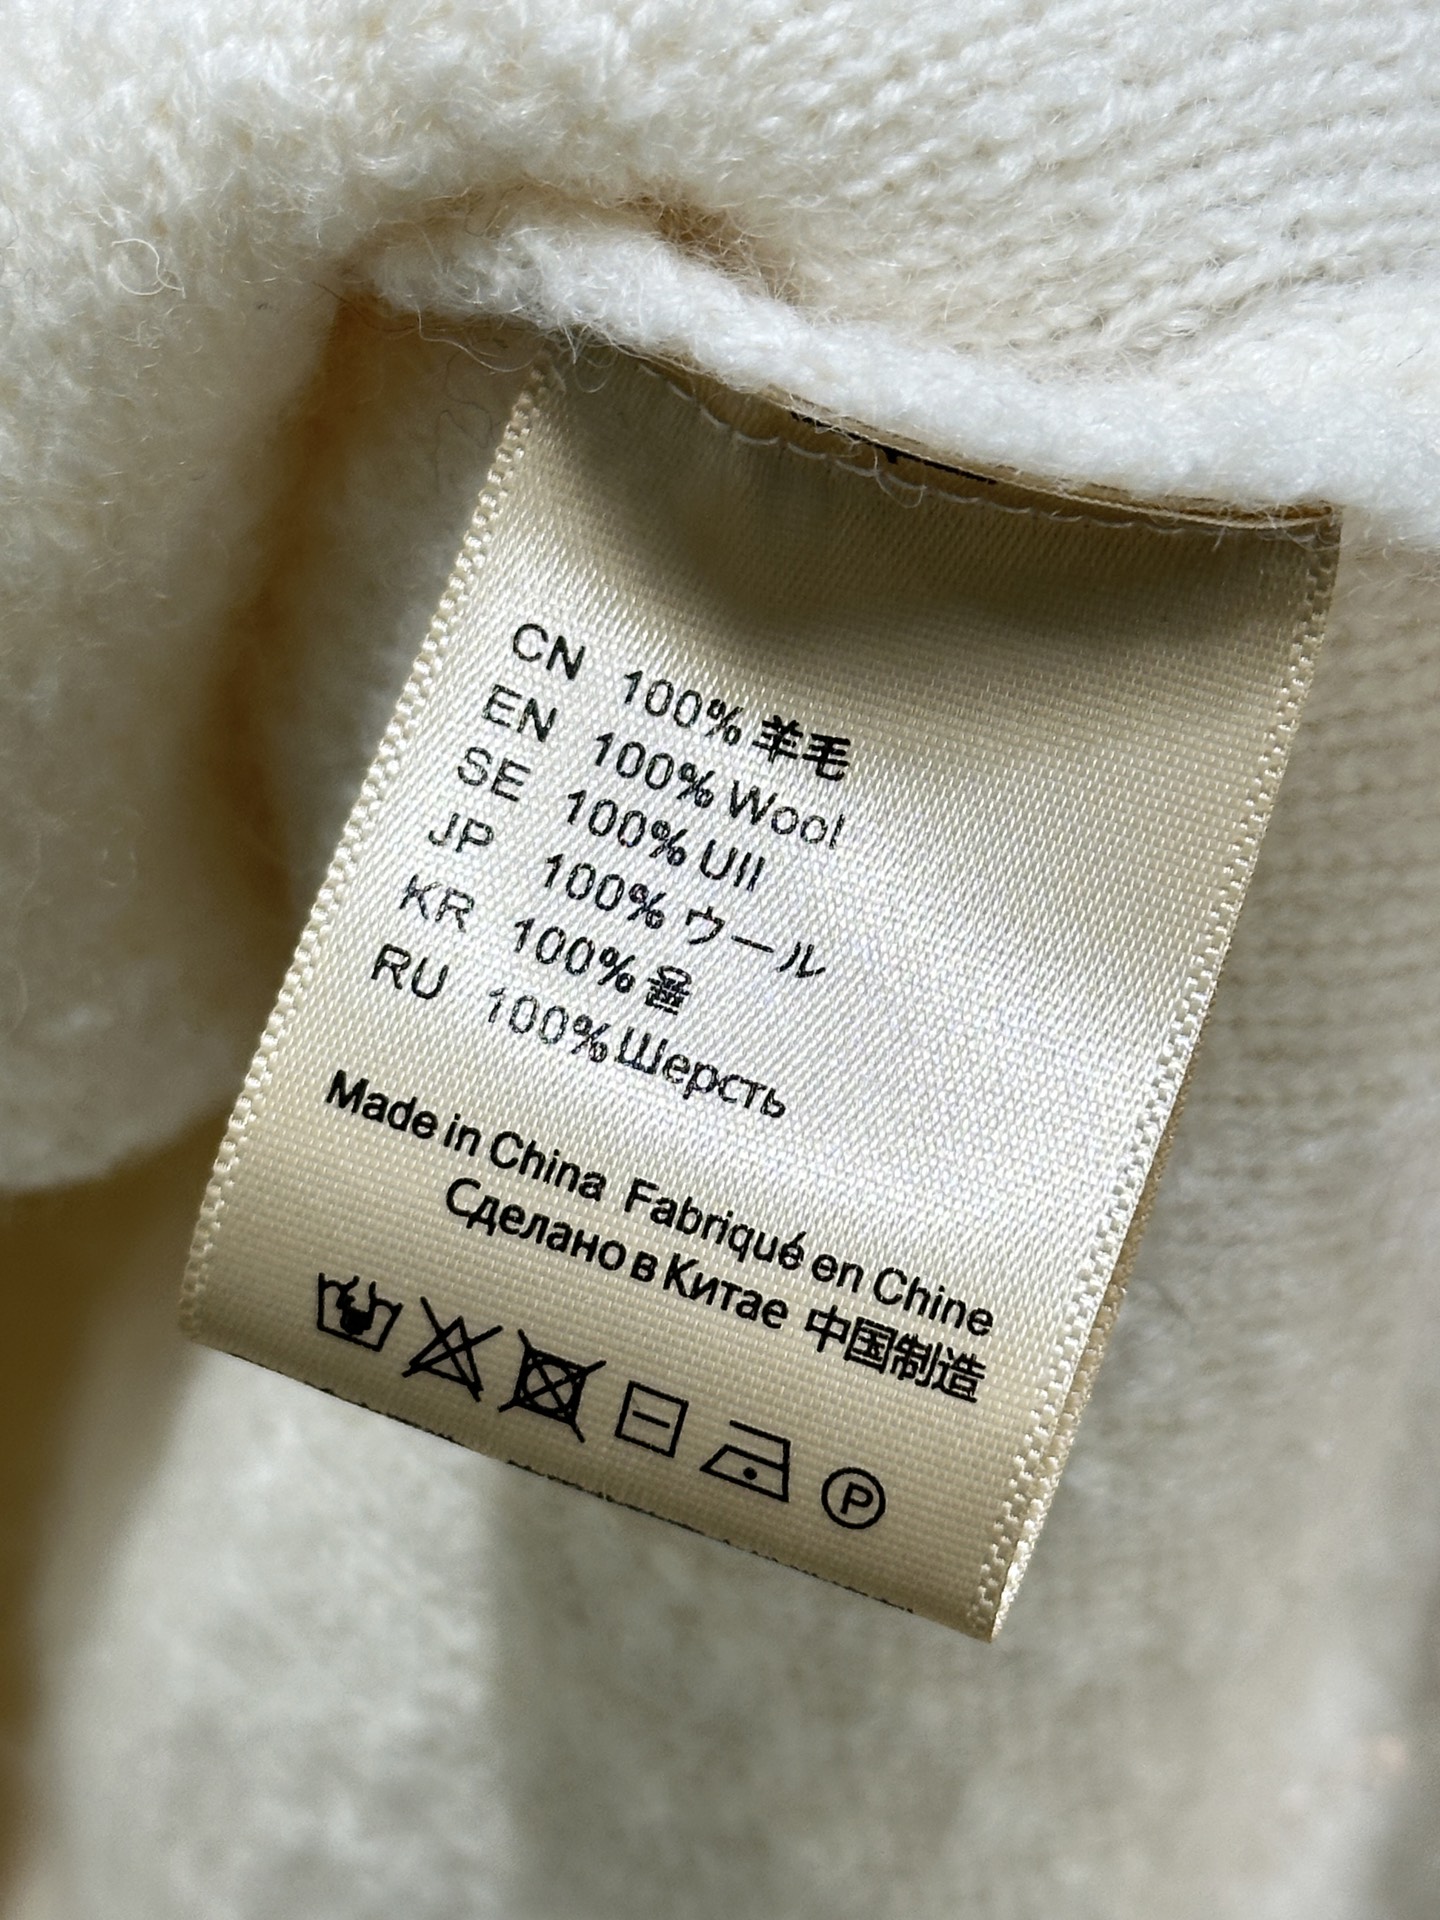 CN 100% 羊毛
EN 100% Wool
SE 100% Ull
JP 100% ウール
KR 100% 울
RU 100% Шерсть
Made in China Fabriqué en Chine
Сделано в Китае 中国制造
P